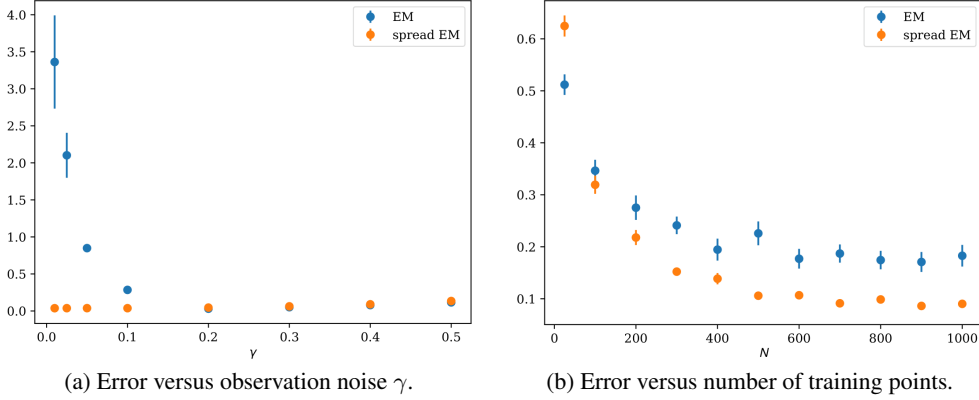 EM
spread EM
4.0
3.5
3.0
2.5
2.0
1.5
1.0
0.5
0.0
0.0 0.1 0.2 0.3 0.4 0.5
γ
(a) Error versus observation noise γ.
EM
spread EM
0.6
0.5
0.4
0.3
0.2
0.1
0 200 400 600 800 1000
N
(b) Error versus number of training points.